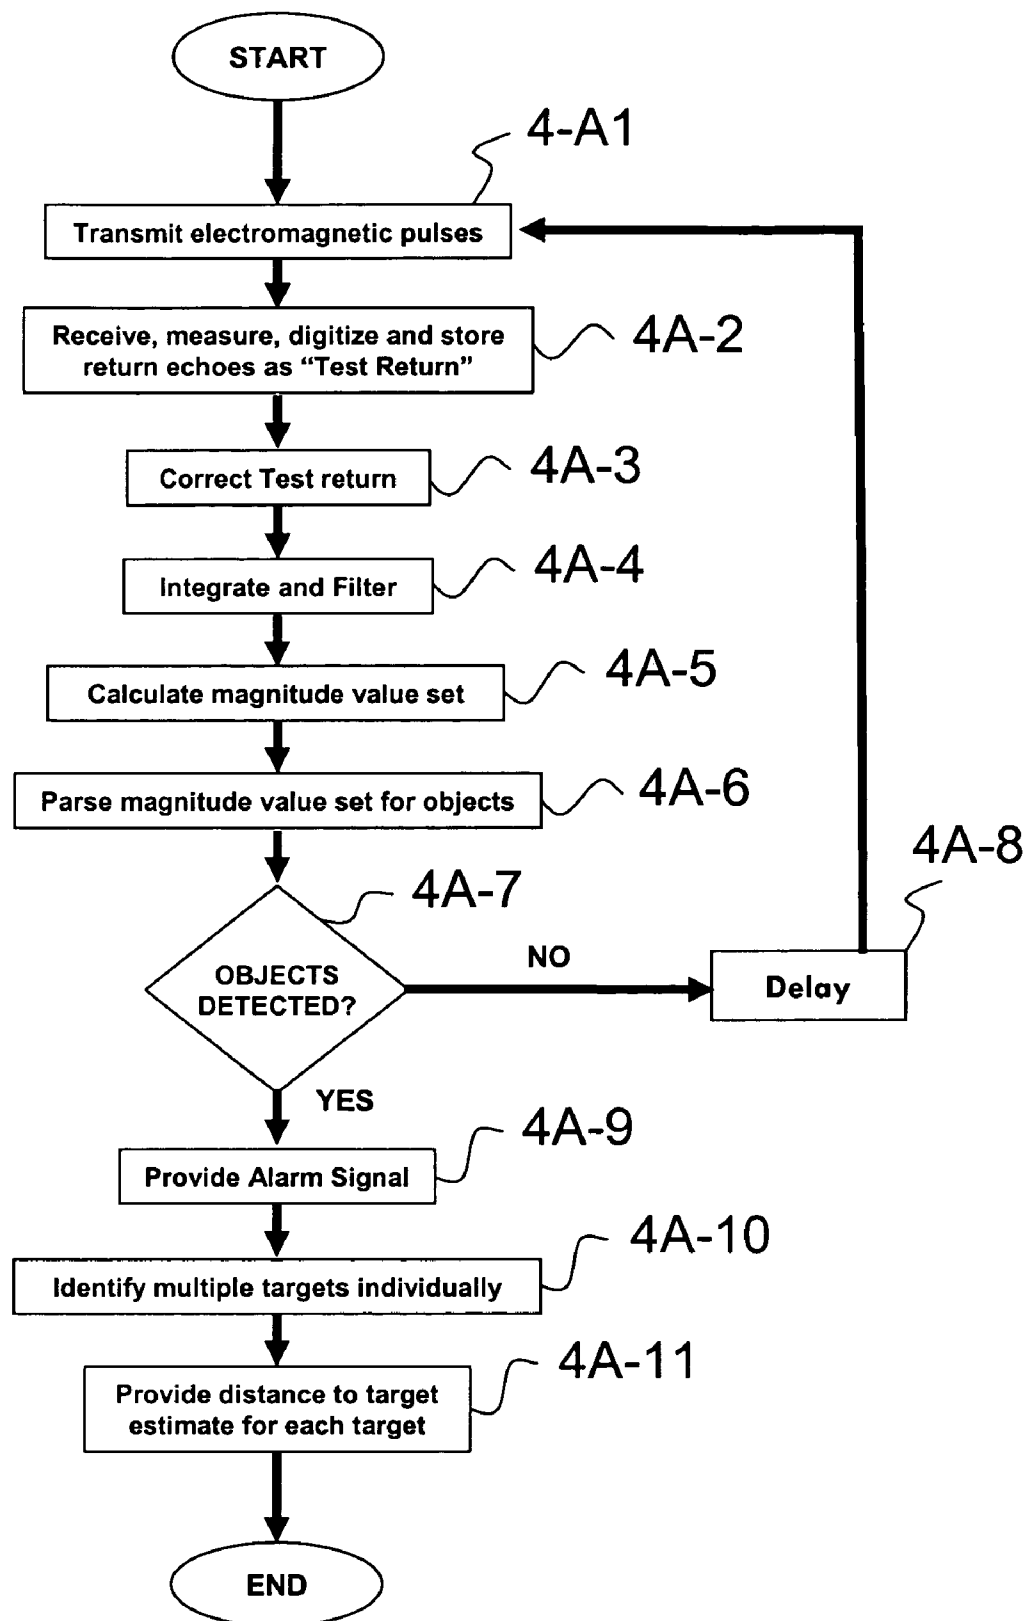 START
4-A1
Transmit electromagnetic pulses
Receive, measure, digitize and store
return echoes as “Test Return”
4A-2
Correct Test return
4A-3
Integrate and Filter
4A-4
Calculate magnitude value set
4A-5
Parse magnitude value set for objects
4A-6
4A-7
OBJECTS
DETECTED?
NO
4A-8
Delay
YES
4A-9
Provide Alarm Signal
4A-10
Identify multiple targets individually
4A-11
Provide distance to target
estimate for each target
END